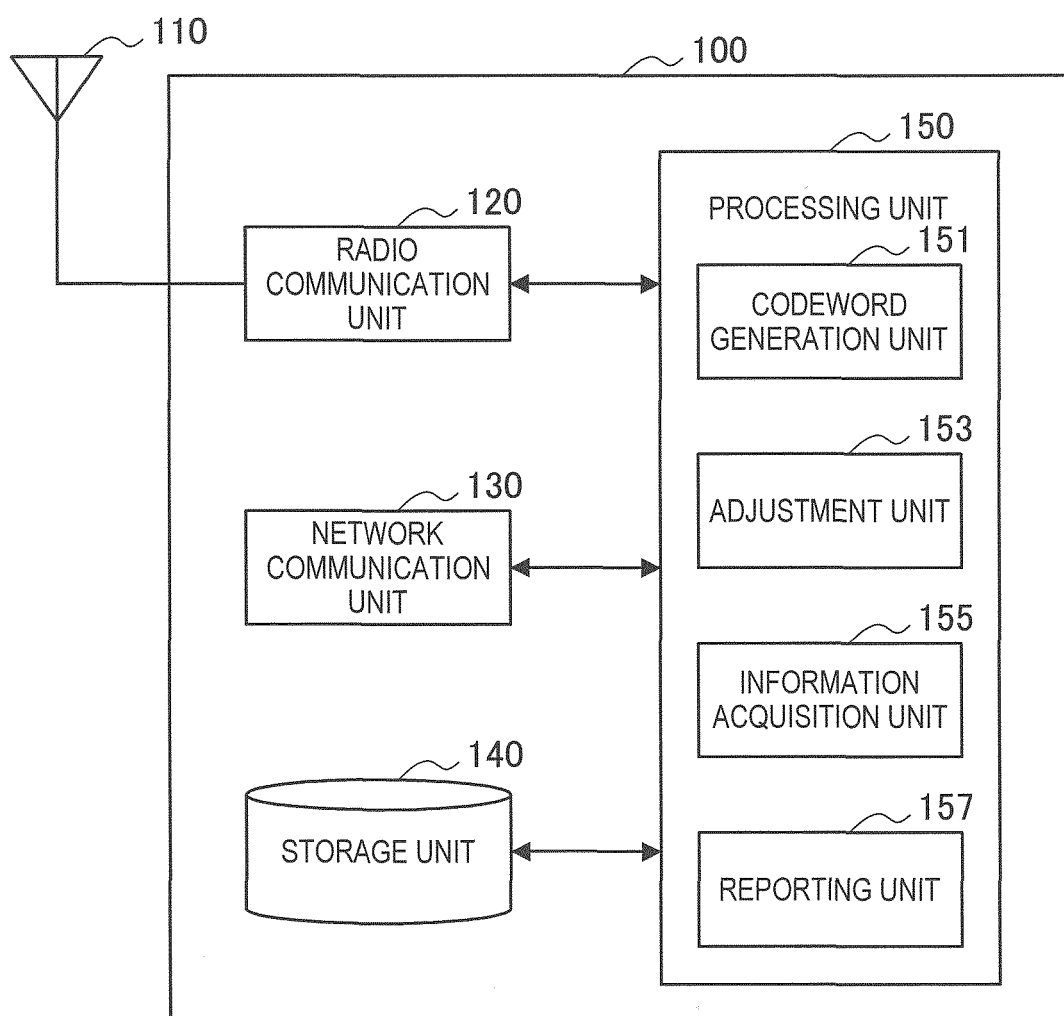 110
100
150
PROCESSING UNIT
120
RADIO
COMMUNICATION
UNIT
151
CODEWORD
GENERATION UNIT
153
ADJUSTMENT UNIT
130
NETWORK
COMMUNICATION
UNIT
155
INFORMATION
ACQUISITION UNIT
140
STORAGE UNIT
157
REPORTING UNIT